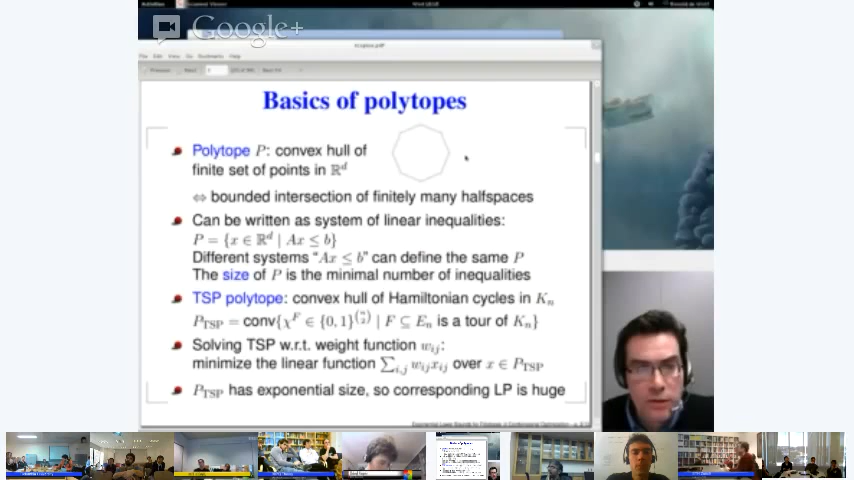 Google+
Basics of polytopes
Polytope P: convex hull of
finite set of points in ℝ^d
⇔ bounded intersection of finitely many halfspaces
Can be written as system of linear inequalities:
P = {x ∈ ℝ^d | Ax ≤ b}
Different systems "Ax ≤ b" can define the same P
The size of P is the minimal number of inequalities
TSP polytope: convex hull of Hamiltonian cycles in K_n
P_TSP = conv{χ^F ∈ {0,1}^(n 2) | F ⊆ E_n is a tour of K_n}
Solving TSP w.r.t. weight function w_ij:
minimize the linear function Σ_i,j w_ij x_ij over x ∈ P_TSP
P_TSP has exponential size, so corresponding LP is huge